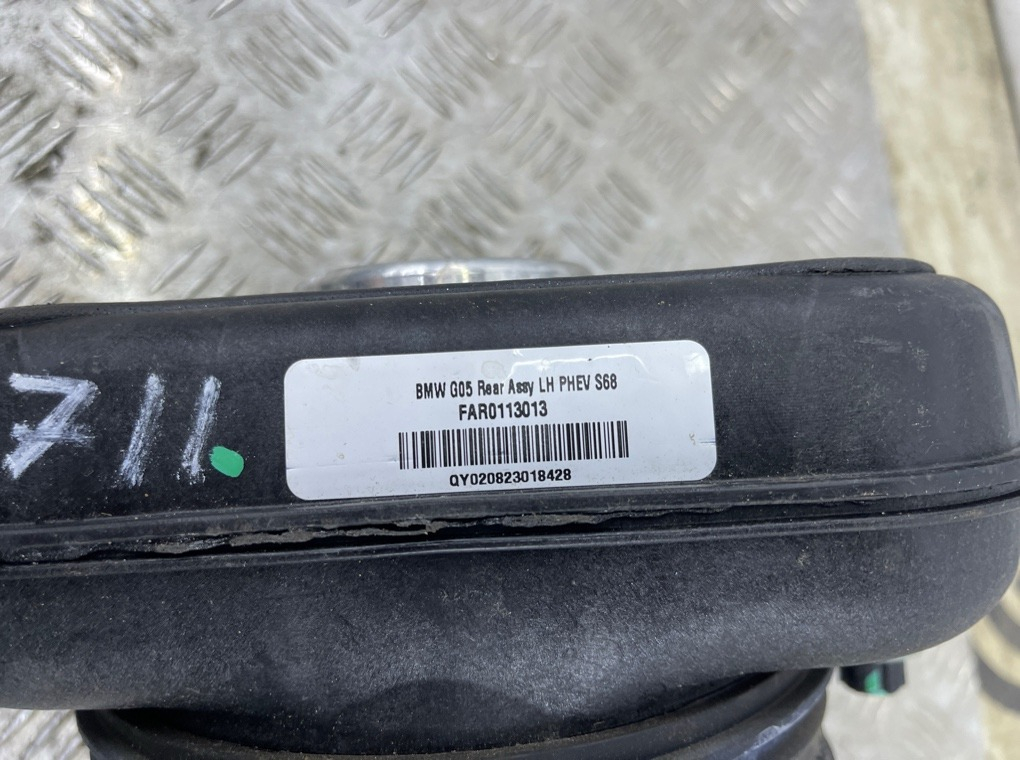 BMW G05 Rear Assy LH PHEV S68
FAR0113013
QY020823018428
711.